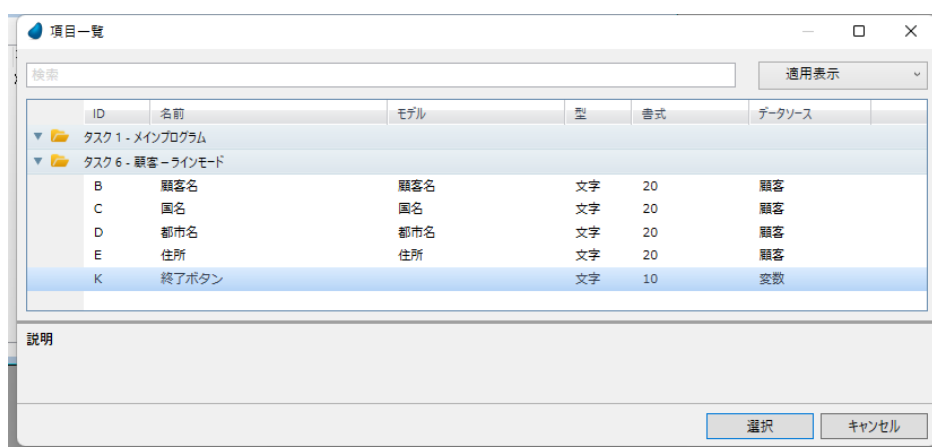 項目一覧
検索
適用表示
ID 名前 モデル 型 書式 データソース
タスク 1 - メインプログラム
タスク 6 - 顧客 – ラインモード
B 顧客名 顧客名 文字 20 顧客
C 国名 国名 文字 20 顧客
D 都市名 都市名 文字 20 顧客
E 住所 住所 文字 20 顧客
K 終了ボタン 文字 10 変数
説明
選択 キャンセル